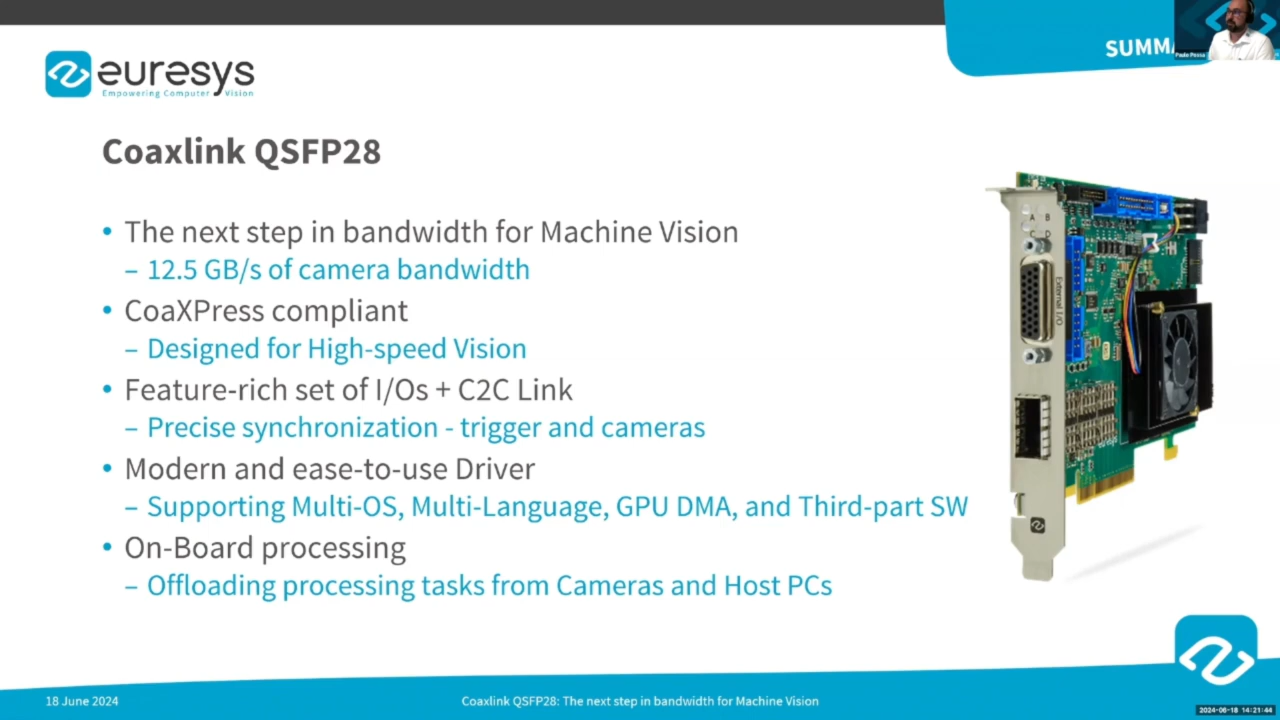 SUMMA
Paulo Possa
euresys
Empowering Computer Vision
Coaxlink QSFP28
• The next step in bandwidth for Machine Vision
– 12.5 GB/s of camera bandwidth
• CoaXPress compliant
– Designed for High-speed Vision
• Feature-rich set of I/Os + C2C Link
– Precise synchronization - trigger and cameras
• Modern and ease-to-use Driver
– Supporting Multi-OS, Multi-Language, GPU DMA, and Third-part SW
• On-Board processing
– Offloading processing tasks from Cameras and Host PCs
A B
C D
External I/O
18 June 2024
Coaxlink QSFP28: The next step in bandwidth for Machine Vision
2024-06-18 14:21:44